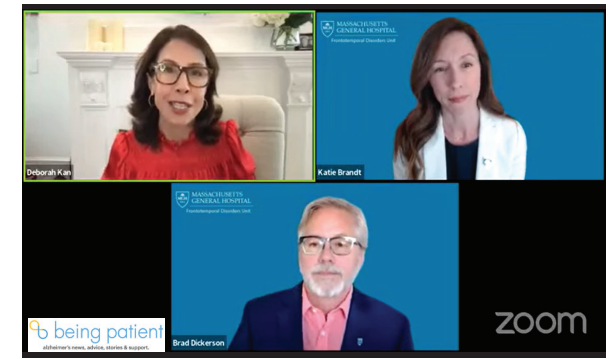 MASSACHUSETTS
GENERAL HOSPITAL
Frontotemporal Disorders Unit
Deborah Kan
Katie Brandt
MASSACHUSETTS
GENERAL HOSPITAL
Frontotemporal Disorders Unit
being patient
alzheimer's news, advice, stories & support.
Brad Dickerson
zoom